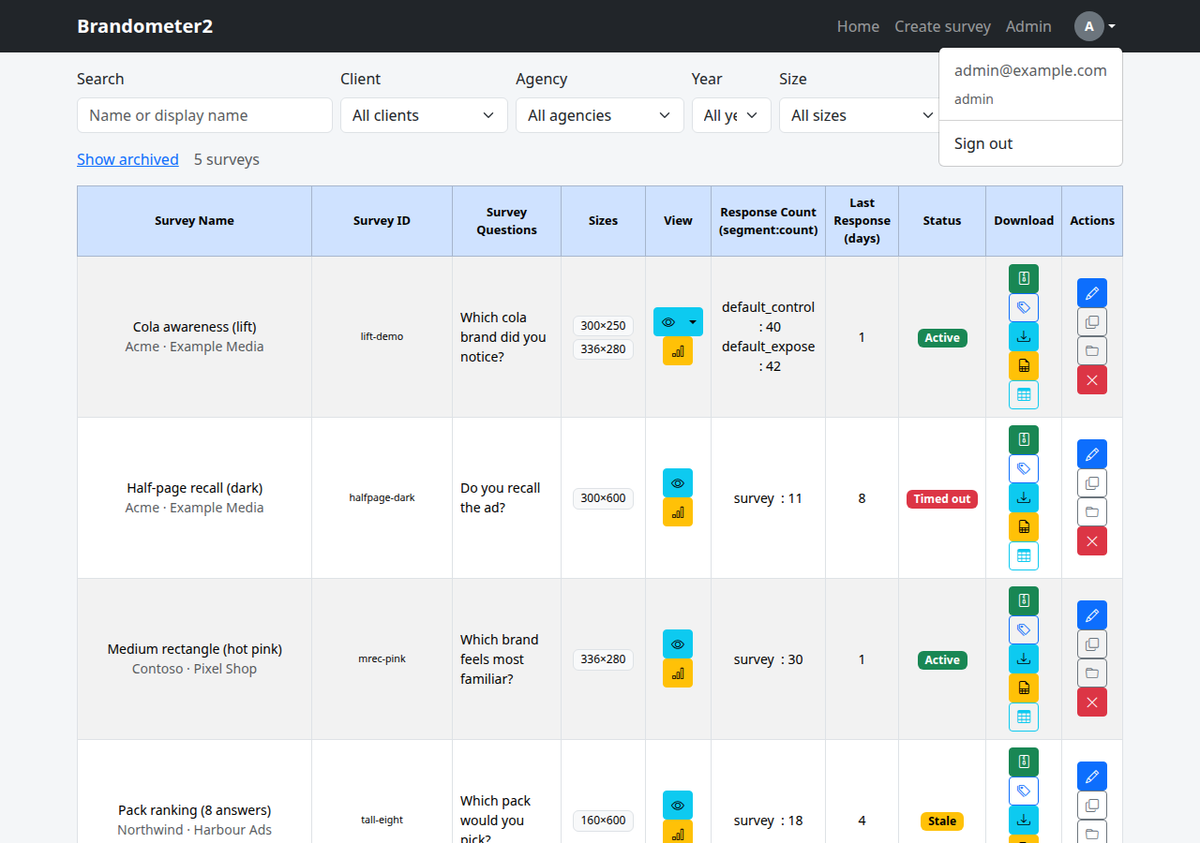 Brandometer2
Home
Create survey
Admin
A
admin@example.com
admin
Sign out
Search
Client
Agency
Year
Size
Name or display name
All clients
All agencies
All ye
All sizes
Show archived
5 surveys
Survey Name
Survey ID
Survey
Questions
Sizes
View
Response Count
(segment:count)
Last
Response
(days)
Status
Download
Actions
Cola awareness (lift)
Acme · Example Media
lift-demo
Which cola
brand did you
notice?
300×250
336×280
default_control
: 40
default_expose
: 42
1
Active
Half-page recall (dark)
Acme · Example Media
halfpage-dark
Do you recall
the ad?
300×600
survey : 11
8
Timed out
Medium rectangle (hot pink)
Contoso · Pixel Shop
mrec-pink
Which brand
feels most
familiar?
336×280
survey : 30
1
Active
Pack ranking (8 answers)
Northwind · Harbour Ads
tall-eight
Which pack
would you
pick?
160×600
survey : 18
4
Stale